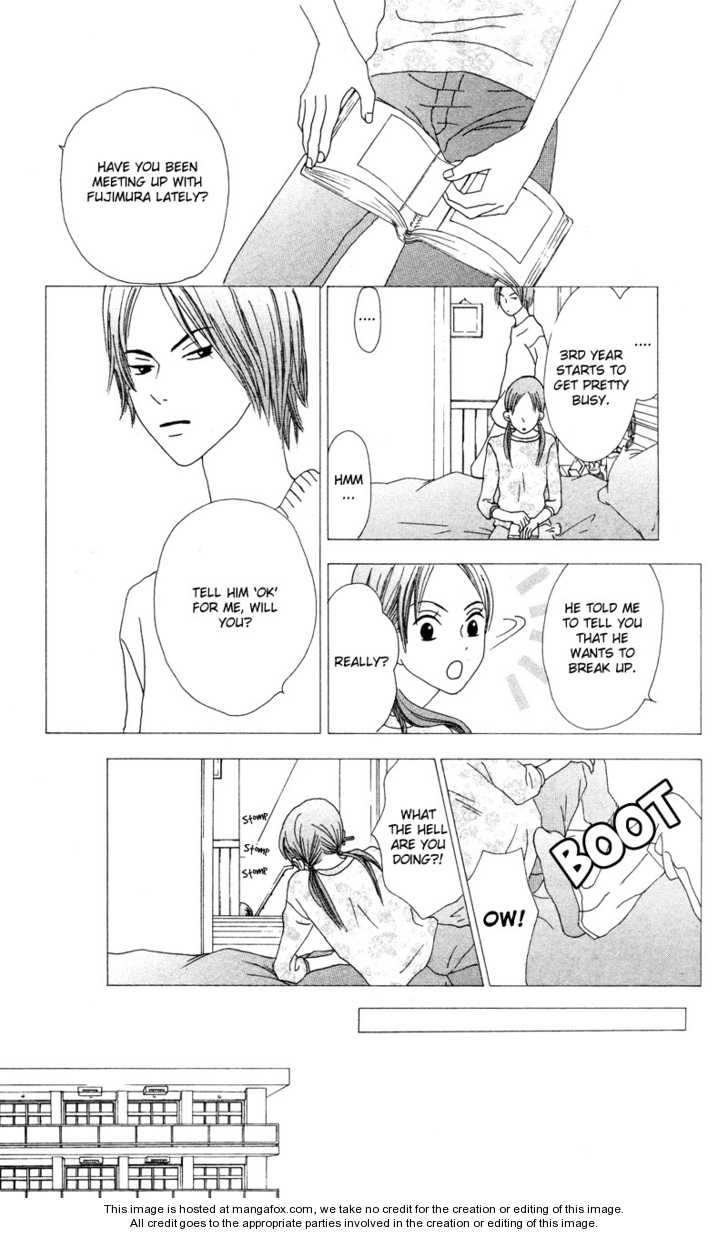 HAVE YOU BEEN
MEETING UP WITH
FUJIMURA LATELY?
....
3RD YEAR
STARTS TO
GET PRETTY
BUSY.
....
HMM
...
HE TOLD ME
TO TELL YOU
THAT HE
WANTS TO
BREAK UP.
REALLY?
TELL HIM 'OK'
FOR ME, WILL
YOU?
BOOT
OW!
WHAT
THE HELL
ARE YOU
DOING?!
Stomp
Stomp
Stomp
This image is hosted at mangafox.com, we take no credit for the creation or editing of this image.
All credit goes to the appropriate parties involved in the creation or editing of this image.